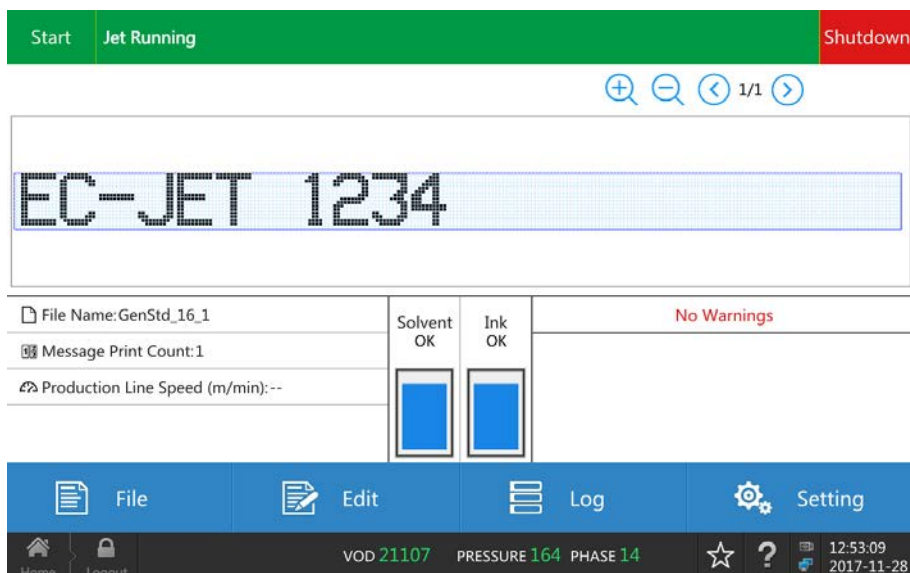 Start Jet Running Shutdown
1/1
EC-JET 1234
File Name:GenStd_16_1
Message Print Count:1
Production Line Speed (m/min):--
Solvent
OK
Ink
OK
No Warnings
File Edit Log Setting
Home Logout
VOD 21107 PRESSURE 164 PHASE 14
?
12:53:09
2017-11-28